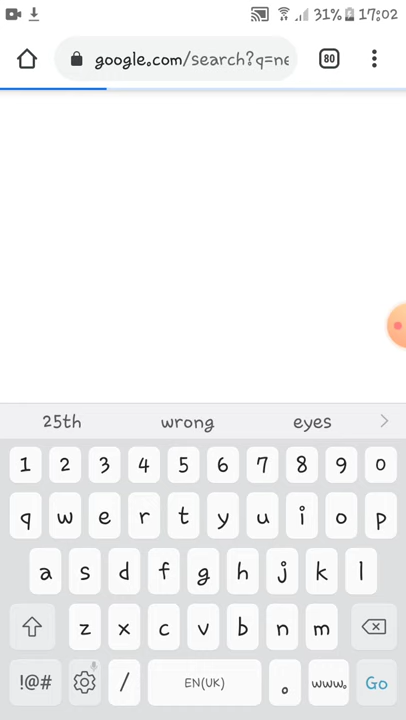 31% 17:02
google.com/search?q=ne
80
25th wrong eyes
1 2 3 4 5 6 7 8 9 0
q w e r t y u i o p
a s d f g h j k l
z x c v b n m
!@# / EN(UK) . www. Go